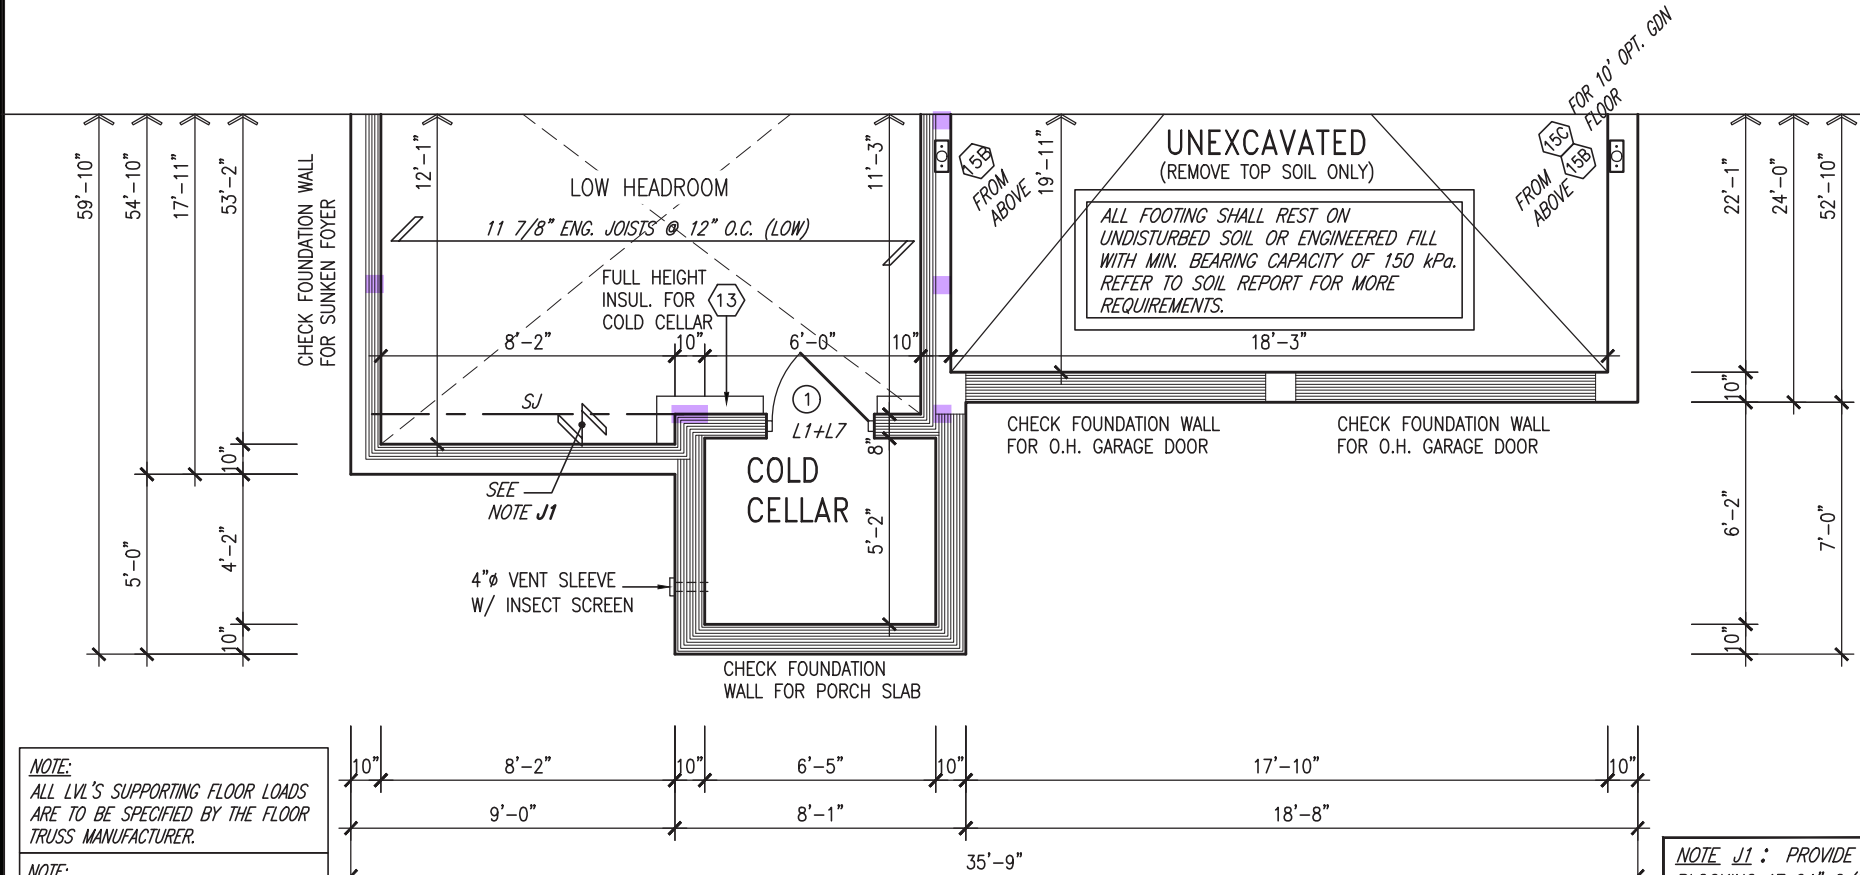 FOR 10' OPT. GDN
FLOOR
59'-10"
54'-10"
17'-11"
53'-2"
CHECK FOUNDATION WALL
FOR SUNKEN FOYER
12'-1"
LOW HEADROOM
11'-3"
11 7/8" ENG. JOISTS @ 12" O.C. (LOW)
FULL HEIGHT
INSUL. FOR
COLD CELLAR
13
15B
FROM
ABOVE
19'-11"
UNEXCAVATED
(REMOVE TOP SOIL ONLY)
ALL FOOTING SHALL REST ON
UNDISTURBED SOIL OR ENGINEERED FILL
WITH MIN. BEARING CAPACITY OF 150 kPa.
REFER TO SOIL REPORT FOR MORE
REQUIREMENTS.
15C
15B
FROM
ABOVE
22'-1"
24'-0"
52'-10"
8'-2"
10"
6'-0"
10"
18'-3"
SJ
1
L1+L7
8"
COLD
CELLAR
5'-2"
CHECK FOUNDATION WALL
FOR O.H. GARAGE DOOR
CHECK FOUNDATION WALL
FOR O.H. GARAGE DOOR
10"
6'-2"
10"
7'-0"
10"
5'-0"
4'-2"
10"
SEE
NOTE J1
4"ø VENT SLEEVE
W/ INSECT SCREEN
CHECK FOUNDATION
WALL FOR PORCH SLAB
10"
8'-2"
10"
6'-5"
10"
17'-10"
10"
9'-0"
8'-1"
18'-8"
35'-9"
NOTE:
ALL LVL'S SUPPORTING FLOOR LOADS
ARE TO BE SPECIFIED BY THE FLOOR
TRUSS MANUFACTURER.
NOTE:
NOTE J1 : PROVIDE